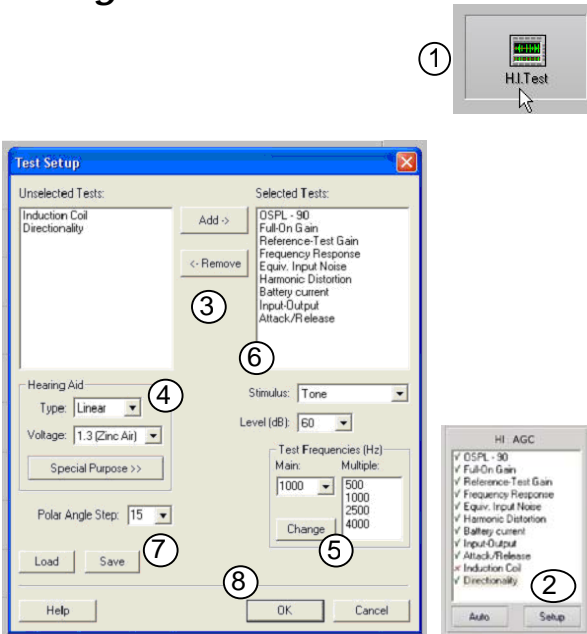 1
H.I.Test
Test Setup
Unselected Tests:
Induction Coil
Directionality
Add ->
<- Remove
3
Selected Tests:
OSPL - 90
Full-On Gain
Reference-Test Gain
Frequency Response
Equiv. Input Noise
Harmonic Distortion
Battery current
Input-Output
Attack/Release
6
Hearing Aid
4
Type: Linear
Voltage: 1.3 (Zinc Air)
Special Purpose >>
Stimulus: Tone
Level (dB): 60
Test Frequencies (Hz)
Main: Multiple:
1000
500
1000
2500
4000
Change
5
Polar Angle Step: 15
7
Load Save
8
Help OK Cancel
HI : AGC
√ OSPL - 90
√ Full-On Gain
√ Reference-Test Gain
√ Frequency Response
√ Equiv. Input Noise
√ Harmonic Distortion
√ Battery current
√ Input-Output
√ Attack/Release
× Induction Coil
√ Directionality
2
Auto Setup